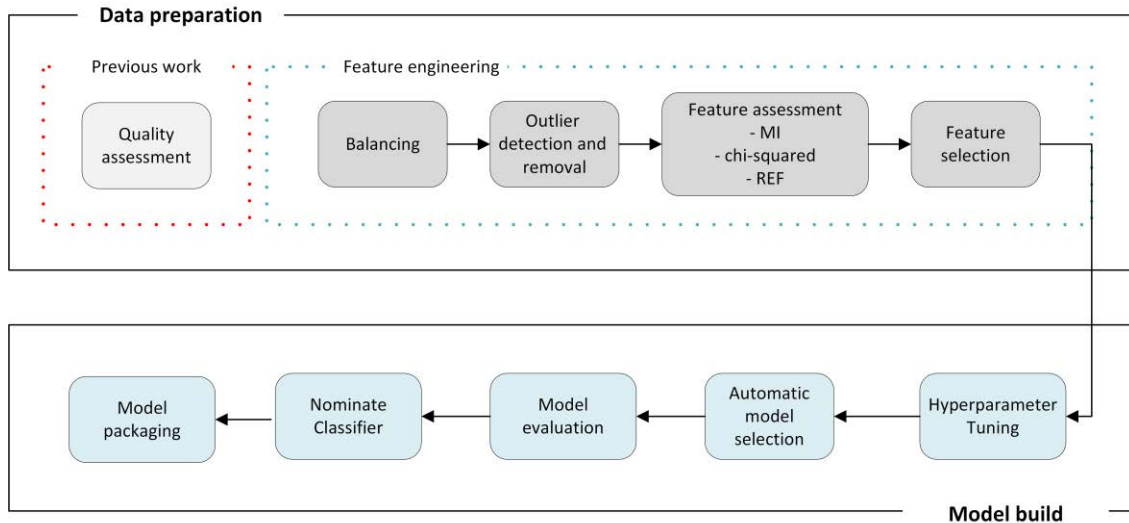 Data preparation
Previous work
Feature engineering
Quality
assessment
Balancing
Outlier
detection and
removal
Feature assessment
- MI
- chi-squared
- REF
Feature
selection
Model
packaging
Nominate
Classifier
Model
evaluation
Automatic
model
selection
Hyperparameter
Tuning
Model build